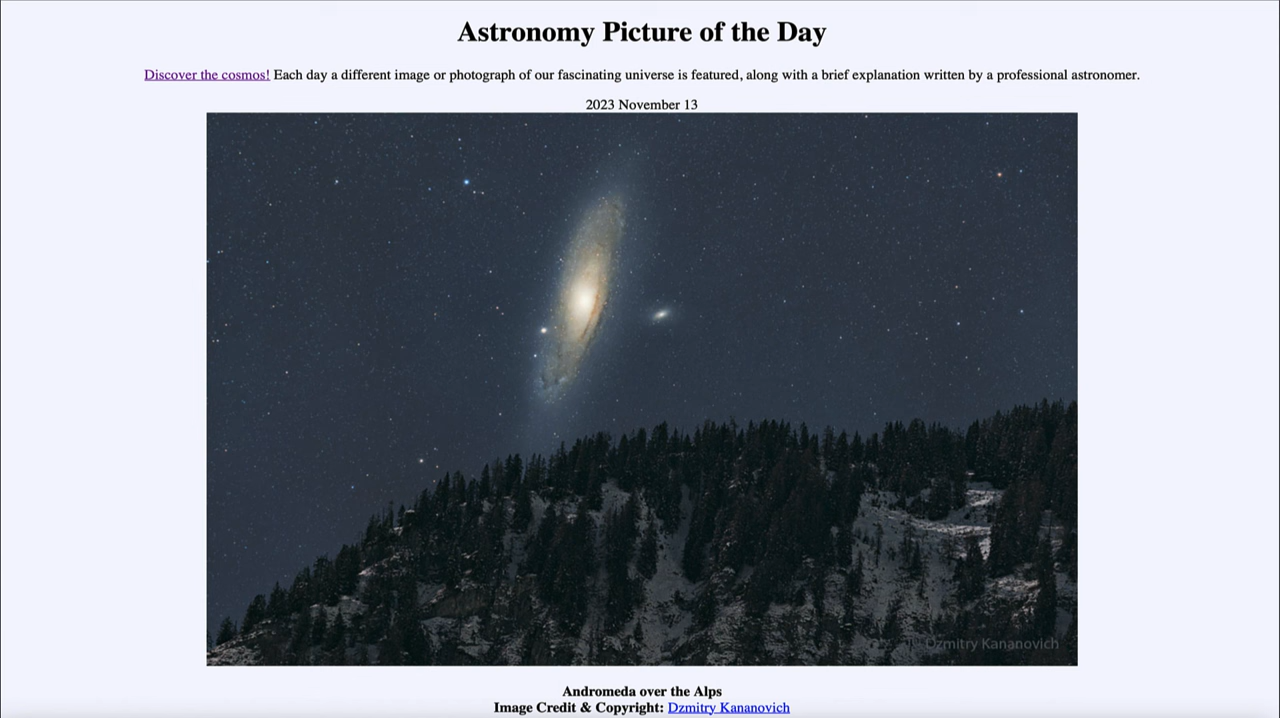 Astronomy Picture of the Day
Discover the cosmos! Each day a different image or photograph of our fascinating universe is featured, along with a brief explanation written by a professional astronomer.
2023 November 13
© Dzmitry Kananovich
Andromeda over the Alps
Image Credit & Copyright: Dzmitry Kananovich